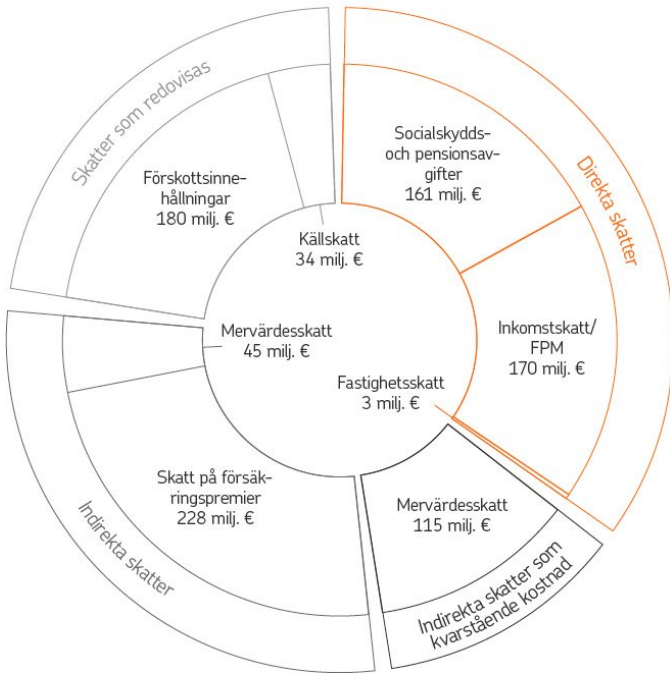 Skatter som redovisas
Förskottsinne-
hållningar
180 milj. €
Källskatt
34 milj. €
Direkta skatter
Socialskydds-
och pensionsav-
gifter
161 milj. €
Inkomstskatt/
FPM
170 milj. €
Fastighetsskatt
3 milj. €
Mervärdesskatt
45 milj. €
Skatt på försäk-
ringspremier
228 milj. €
Indirekta skatter
Mervärdesskatt
115 milj. €
Indirekta skatter som
kvarstående kostnad